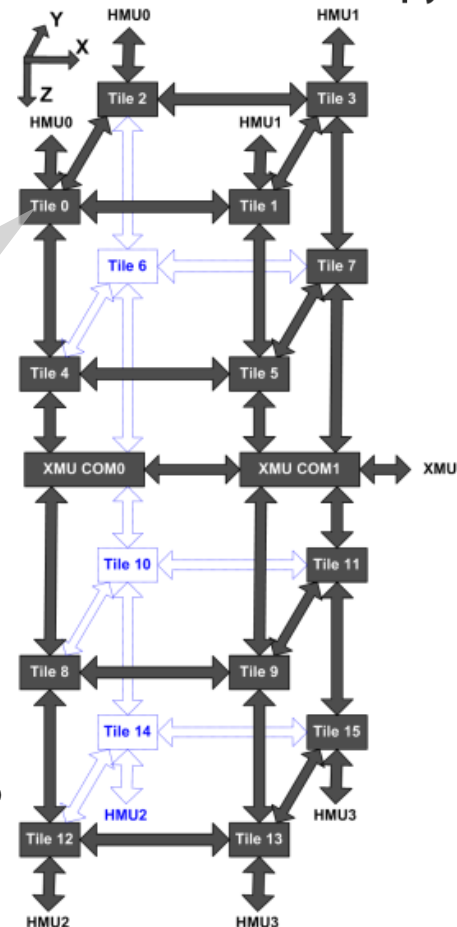 py
HMU0
HMU1
Y
X
Z
Tile 2
Tile 3
HMU0
HMU1
Tile 0
Tile 1
Tile 6
Tile 7
Tile 4
Tile 5
XMU COM0
XMU COM1
XMU
Tile 10
Tile 11
Tile 8
Tile 9
Tile 14
Tile 15
HMU2
HMU3
Tile 12
Tile 13
HMU2
HMU3